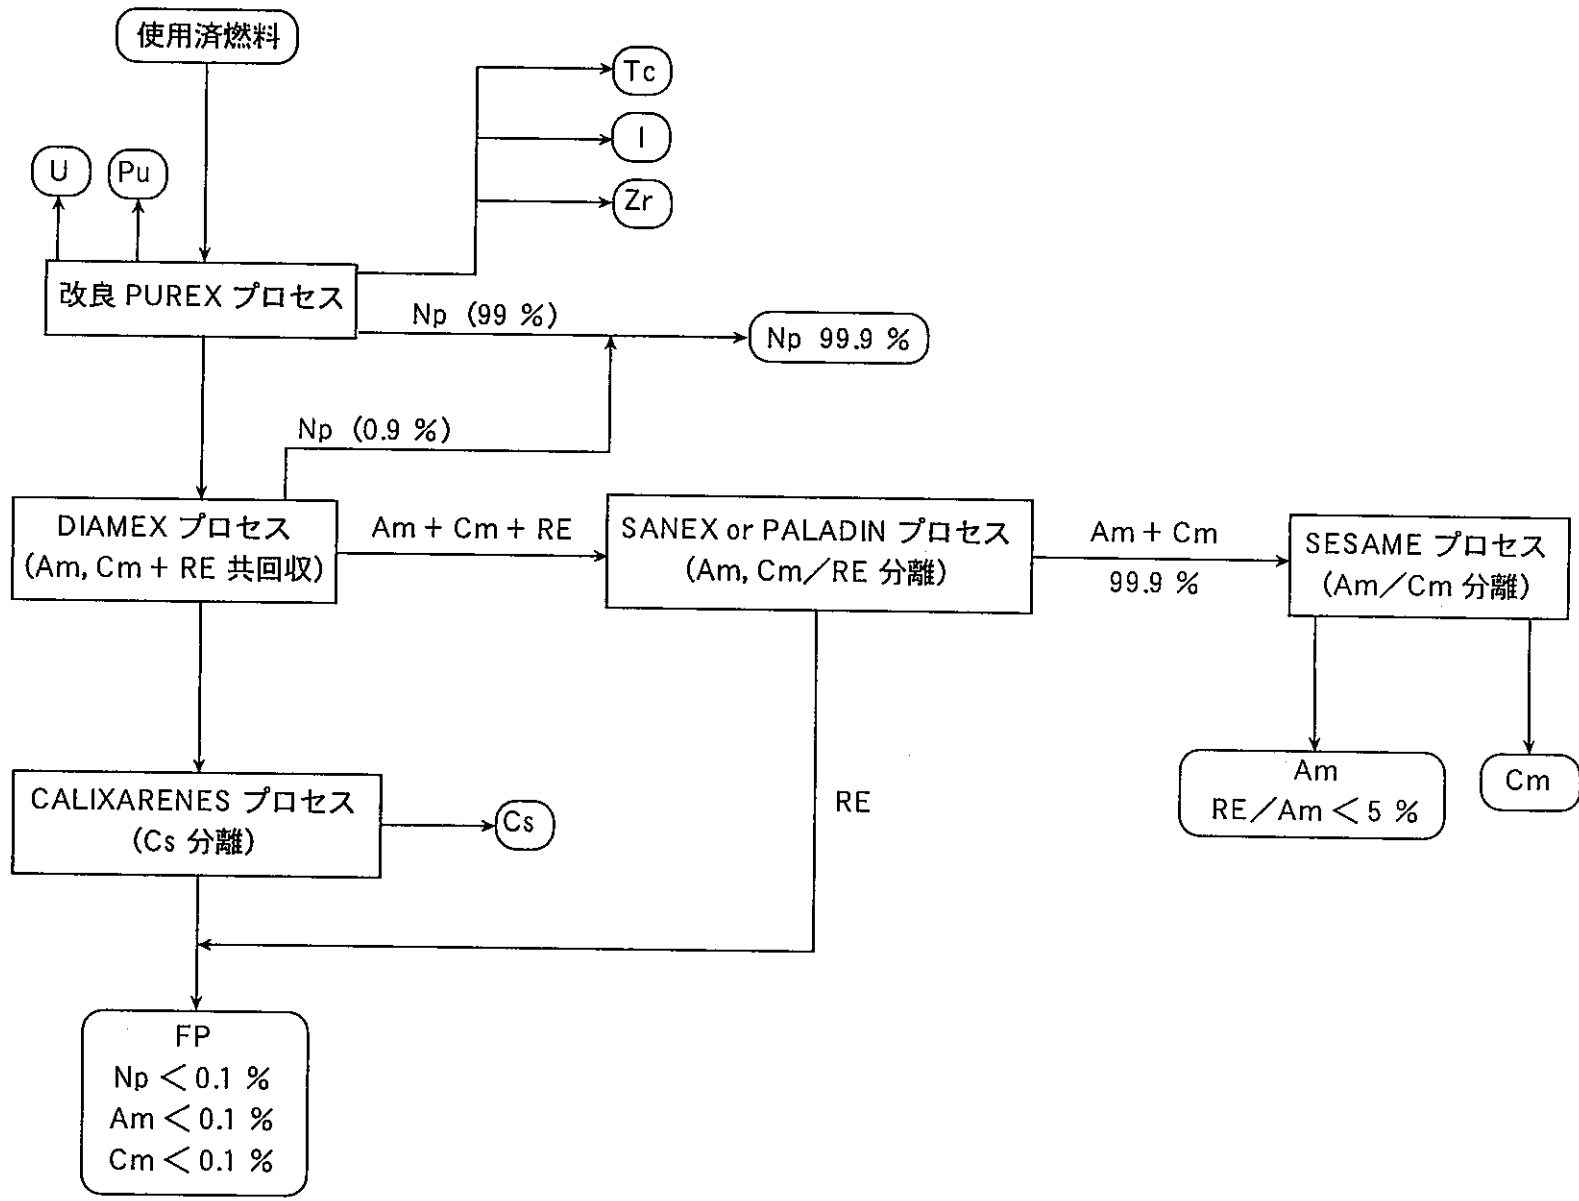 使用済燃料
Tc
I
Zr
U
Pu
改良 PUREX プロセス
Np (99 %)
Np 99.9 %
Np (0.9 %)
DIAMEX プロセス
(Am, Cm + RE 共回収)
Am + Cm + RE
SANEX or PALADIN プロセス
(Am, Cm/RE 分離)
Am + Cm
99.9 %
SESAME プロセス
(Am/Cm 分離)
CALIXARENES プロセス
(Cs 分離)
Cs
RE
Am
RE/Am < 5 %
Cm
FP
Np < 0.1 %
Am < 0.1 %
Cm < 0.1 %